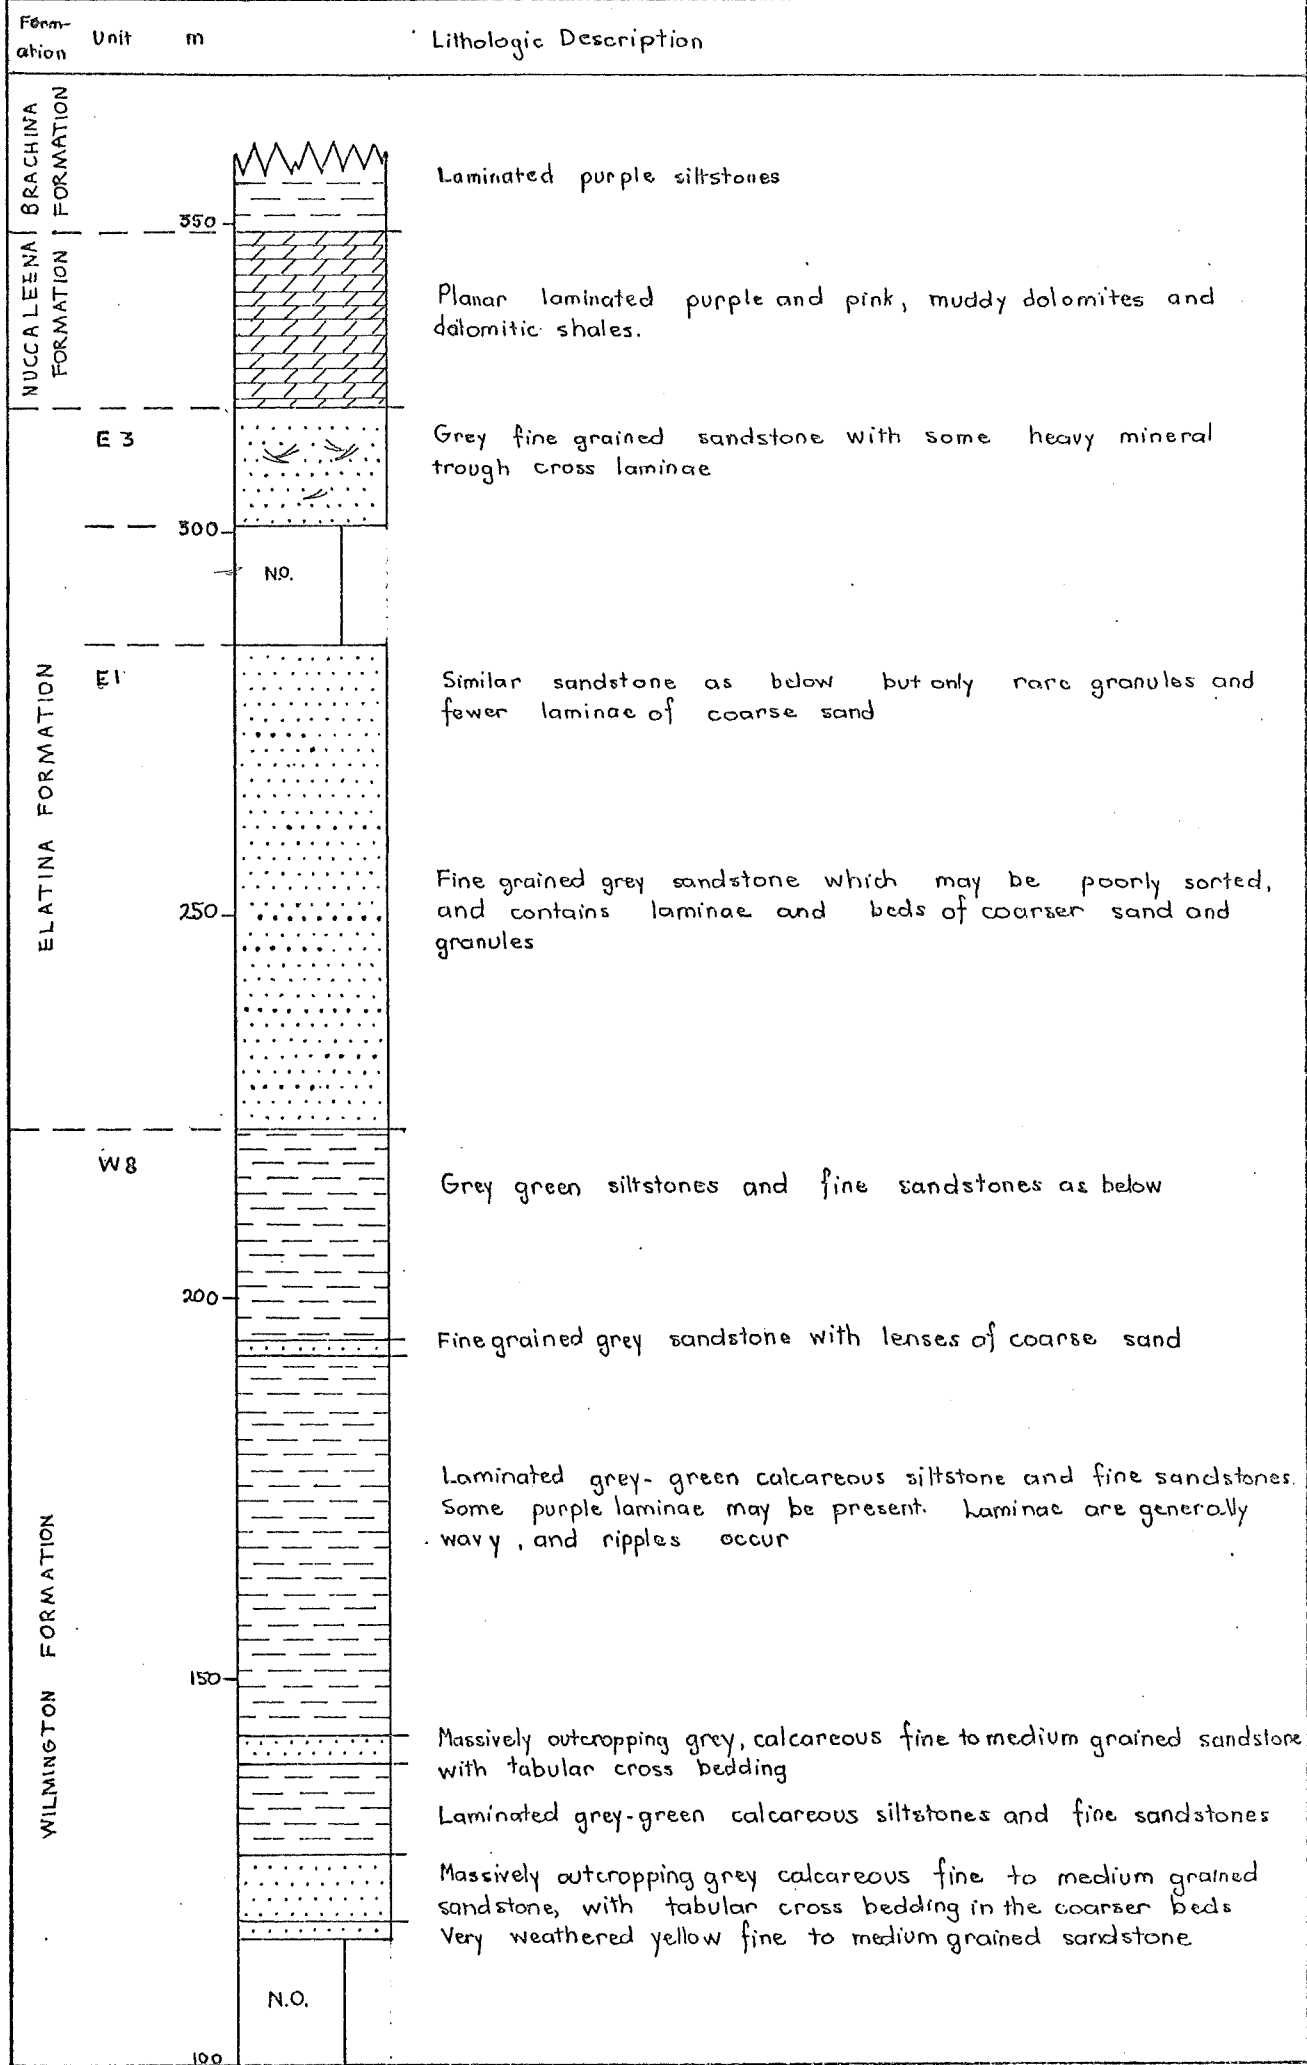 Form-
ation Unit m Lithologic Description
BRACHINA
FORMATION
Laminated purple siltstones
350
NUCCALEENA
FORMATION
Planar laminated purple and pink, muddy dolomites and
dolomitic shales.
E3
Grey fine grained sandstone with some heavy mineral
trough cross laminae
300
N.O.
ELATINA FORMATION
E1
Similar sandstone as below but only rare granules and
fewer laminae of coarse sand
Fine grained grey sandstone which may be poorly sorted,
250
and contains laminae and beds of coarser sand and
granules
W8
Grey green siltstones and fine sandstones as below
200
Fine grained grey sandstone with lenses of coarse sand
WILMINGTON FORMATION
Laminated grey-green calcareous siltstone and fine sandstones.
Some purple laminae may be present. Laminae are generally
wavy, and ripples occur
150
Massively outcropping grey, calcareous fine to medium grained sandstone
with tabular cross bedding
Laminated grey-green calcareous siltstones and fine sandstones
Massively outcropping grey calcareous fine to medium grained
sandstone, with tabular cross bedding in the coarser beds
Very weathered yellow fine to medium grained sandstone
N.O.
100